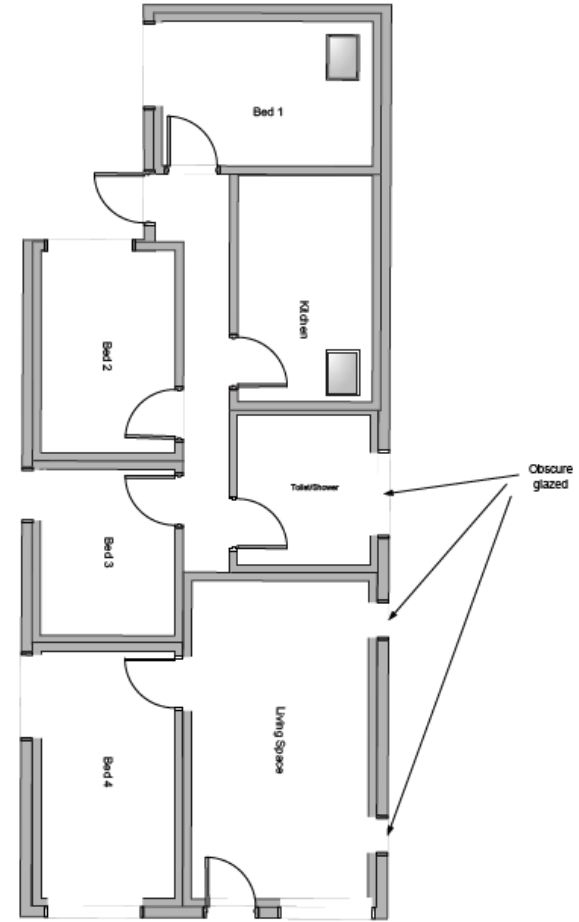 Bed 1
Kitchen
Bed 2
Obscure
glazed
Toilet/Shower
Bed 3
Living Space
Bed 4